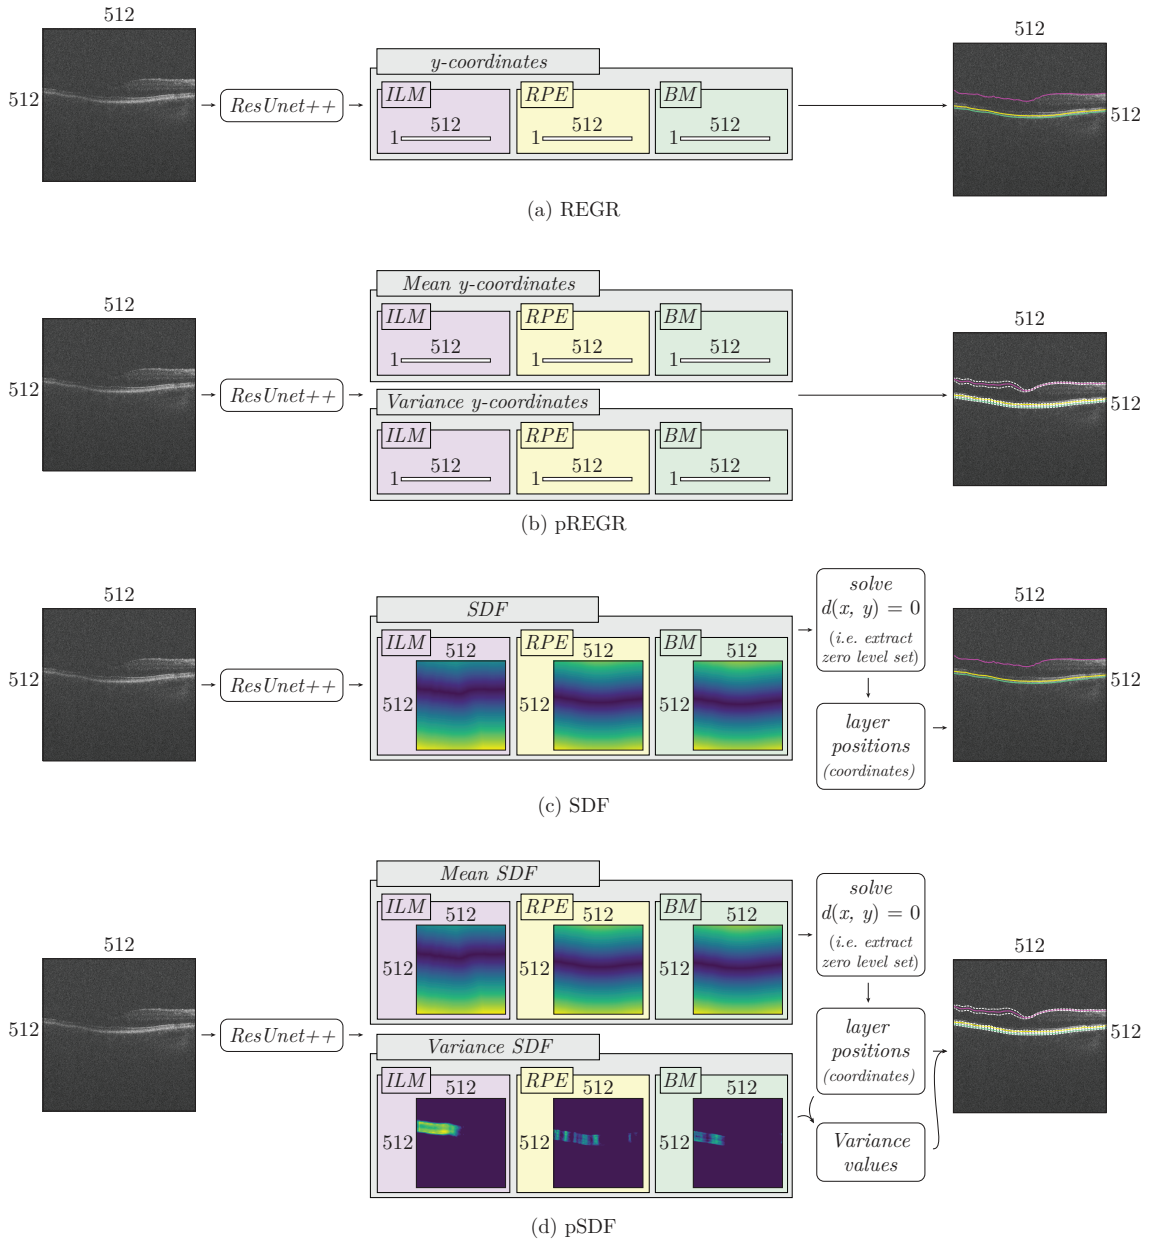 512
512
512
512
ResUnet++
y-coordinates
ILM
RPE
BM
512
512
512
1
1
1
(a) REGR
512
512
512
512
ResUnet++
Mean y-coordinates
ILM
RPE
BM
512
512
512
1
1
1
Variance y-coordinates
ILM
RPE
BM
512
512
512
1
1
1
(b) pREGR
512
512
512
512
ResUnet++
SDF
ILM
RPE
BM
512
512
512
512
512
512
solve
d(x, y) = 0
(i.e. extract
zero level set)
layer
positions
(coordinates)
(c) SDF
512
512
512
512
ResUnet++
Mean SDF
ILM
RPE
BM
512
512
512
512
512
512
Variance SDF
ILM
RPE
BM
512
512
512
512
512
512
solve
d(x, y) = 0
(i.e. extract
zero level set)
layer
positions
(coordinates)
Variance
values
(d) pSDF